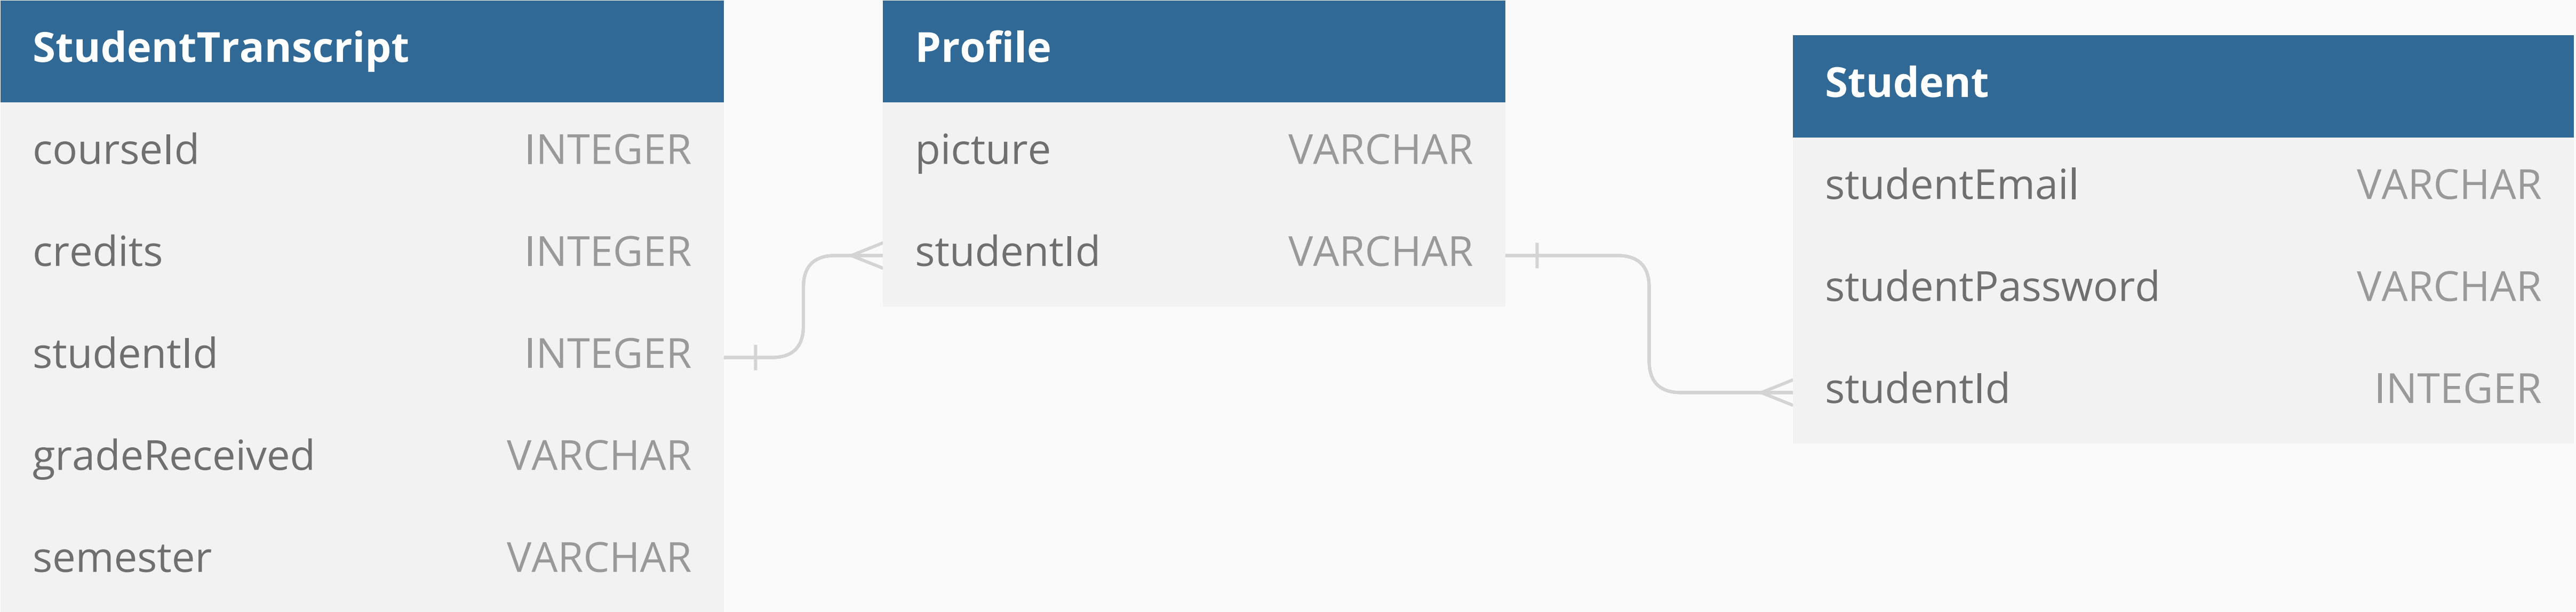 StudentTranscript
courseId INTEGER
credits INTEGER
studentId INTEGER
gradeReceived VARCHAR
semester VARCHAR
Profile
picture VARCHAR
studentId VARCHAR
Student
studentEmail VARCHAR
studentPassword VARCHAR
studentId INTEGER